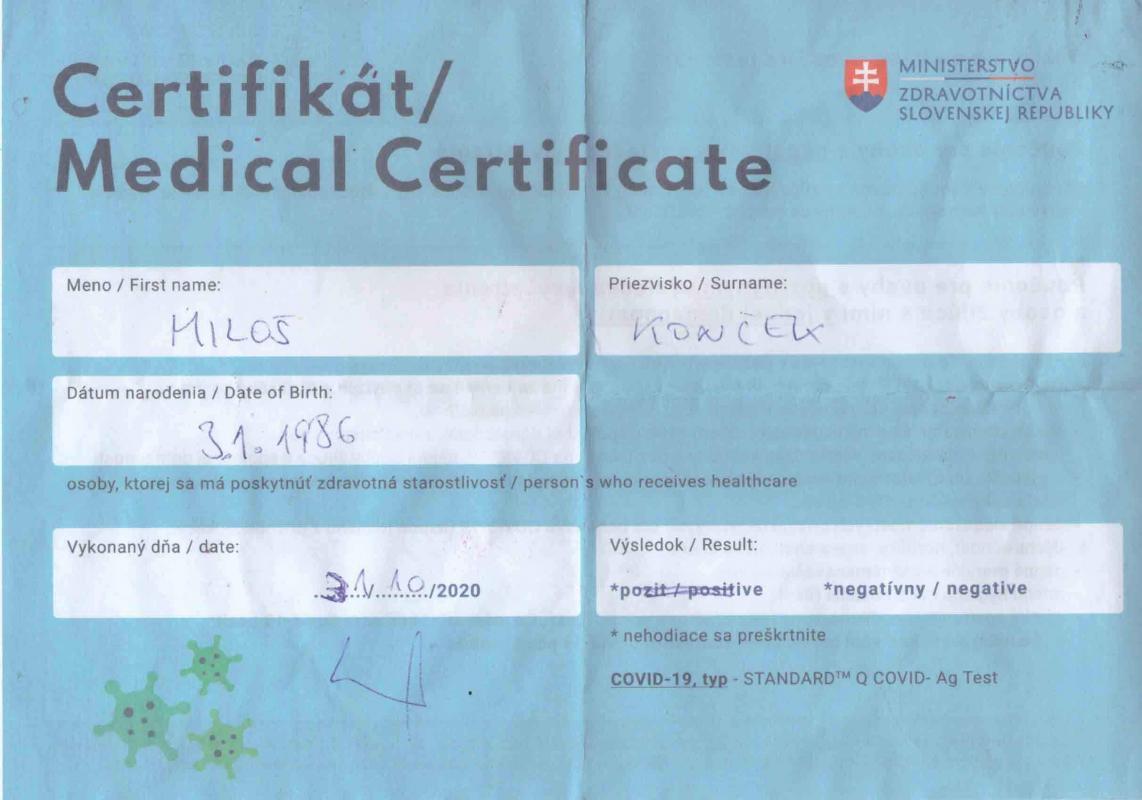 Certifikát/
Medical Certificate
MINISTERSTVO
ZDRAVOTNÍCTVA
SLOVENSKEJ REPUBLIKY
Meno / First name:
MILOŠ
Priezvisko / Surname:
KONČEK
Dátum narodenia / Date of Birth:
3.1.1986
osoby, ktorej sa má poskytnúť zdravotná starostlivosť / person`s who receives healthcare
Vykonaný dňa / date:
31.10/2020
Výsledok / Result:
*pozit / positive *negatívny / negative
* nehodiace sa preškrtnite
COVID-19, typ - STANDARD™ Q COVID- Ag Test